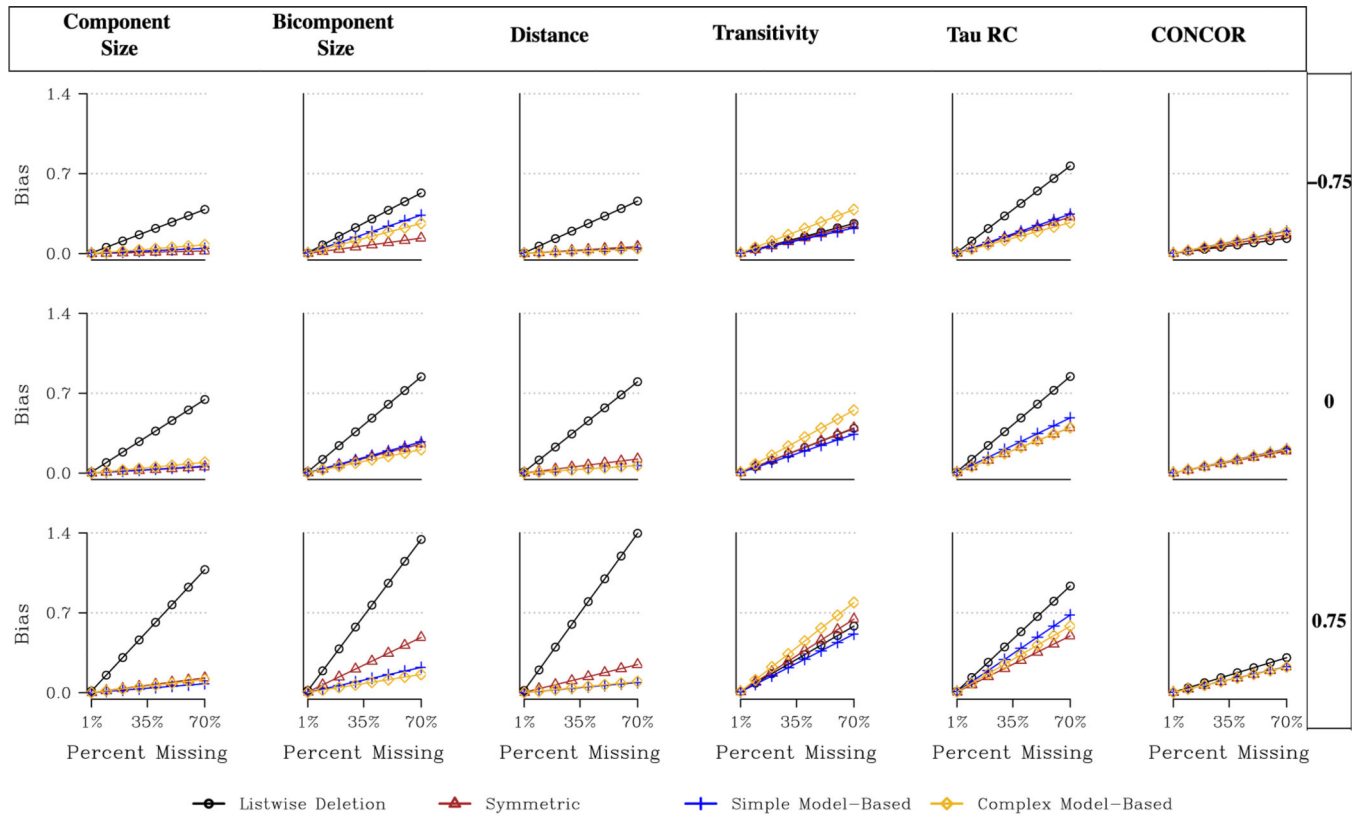 Component Size
Bicomponent Size
Distance
Transitivity
Tau RC
CONCOR
1.4
0.7
0.0
Bias
-0.75
1.4
0.7
0.0
0
1.4
0.7
0.0
Bias
0.75
1% 35% 70%
1% 35% 70%
1% 35% 70%
1% 35% 70%
1% 35% 70%
1% 35% 70%
Percent Missing
Percent Missing
Percent Missing
Percent Missing
Percent Missing
Percent Missing
Listwise Deletion
Symmetric
Simple Model-Based
Complex Model-Based